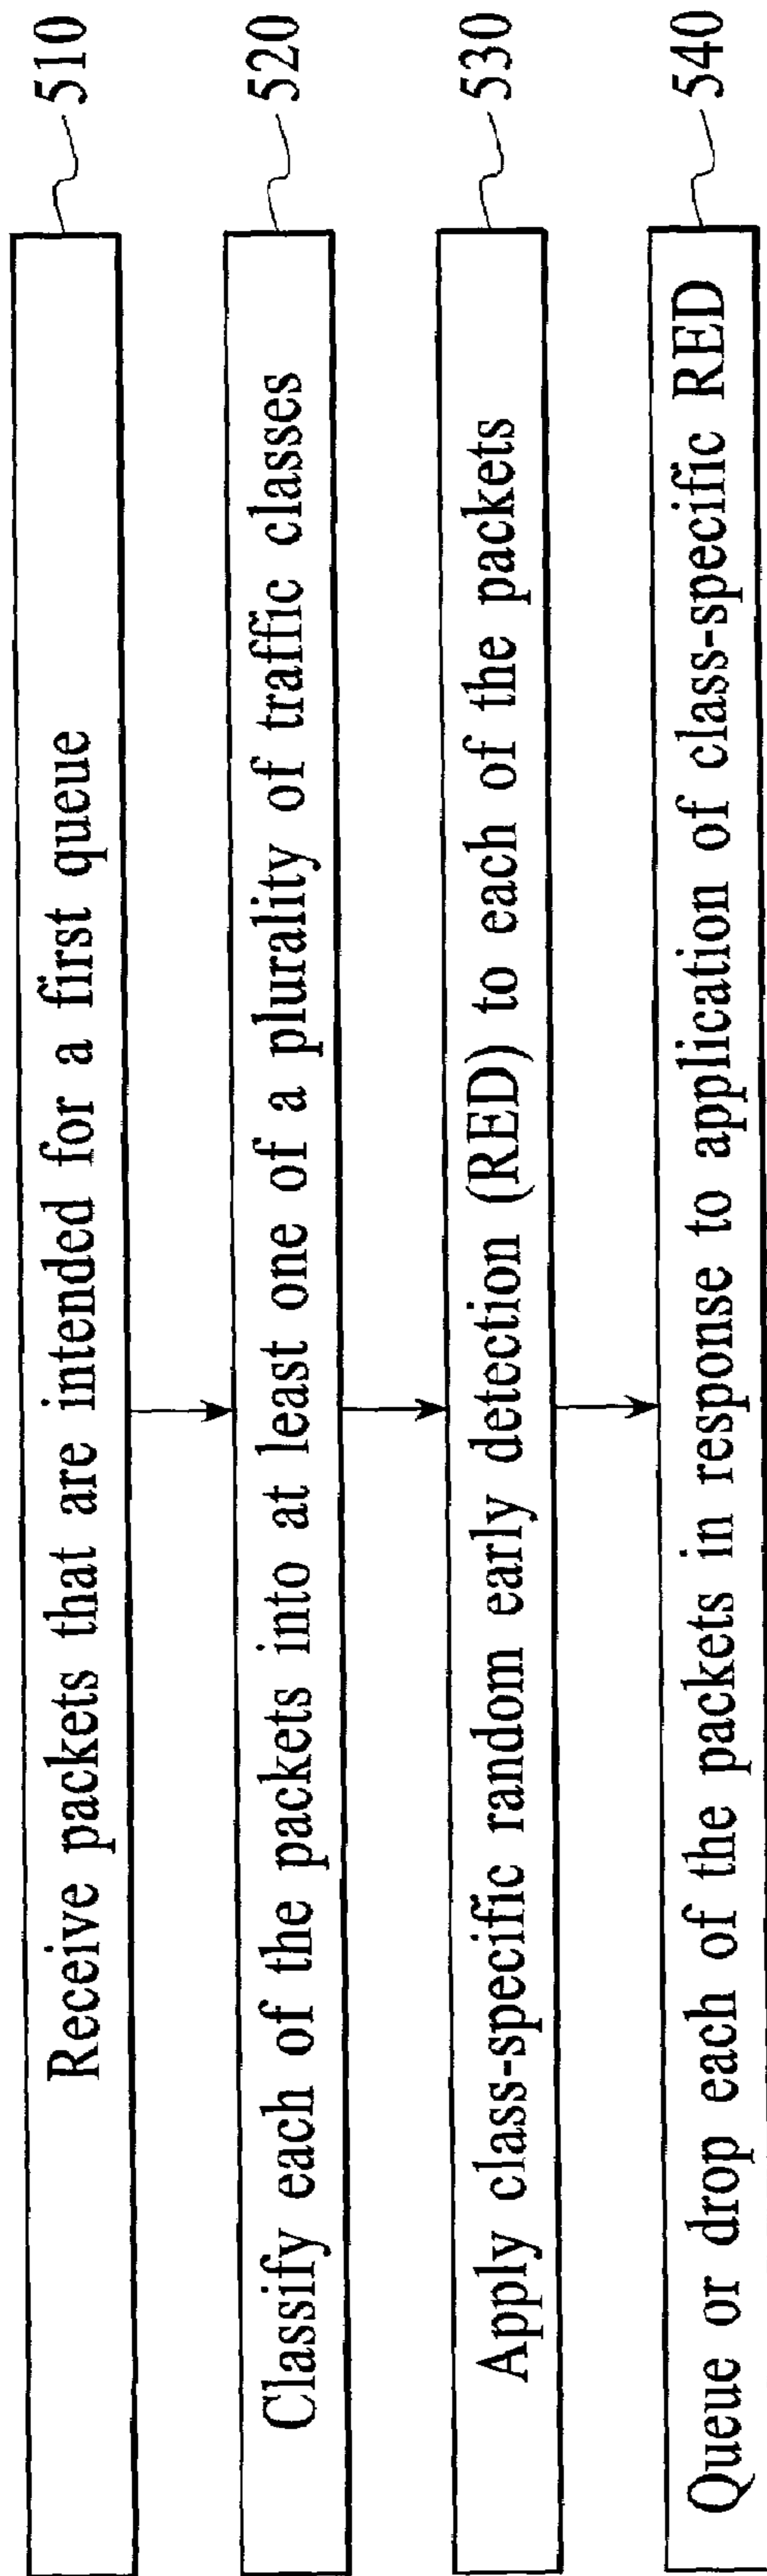 Receive packets that are intended for a first queue
510
Classify each of the packets into at least one of a plurality of traffic classes
520
Apply class-specific random early detection (RED) to each of the packets
530
Queue or drop each of the packets in response to application of class-specific RED
540